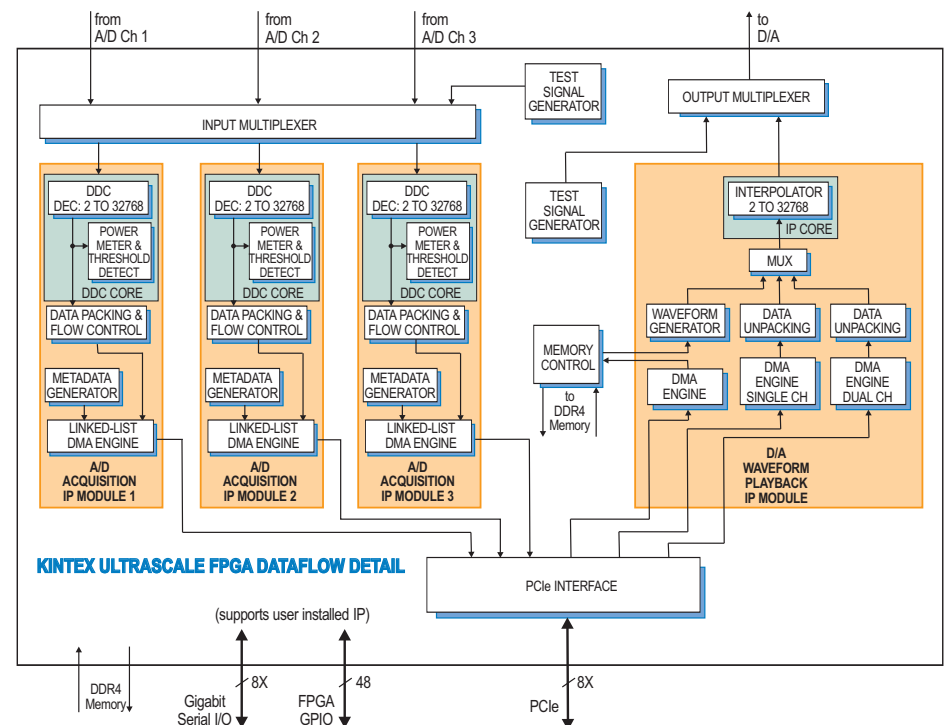 from
A/D Ch 1
from
A/D Ch 2
from
A/D Ch 3
to
D/A
TEST
SIGNAL
GENERATOR
OUTPUT MULTIPLEXER
INPUT MULTIPLEXER
DDC
DEC: 2 TO 32768
POWER
METER &
THRESHOLD
DETECT
DDC CORE
DATA PACKING &
FLOW CONTROL
METADATA
GENERATOR
LINKED-LIST
DMA ENGINE
A/D
ACQUISITION
IP MODULE 1
DDC
DEC: 2 TO 32768
POWER
METER &
THRESHOLD
DETECT
DDC CORE
DATA PACKING &
FLOW CONTROL
METADATA
GENERATOR
LINKED-LIST
DMA ENGINE
A/D
ACQUISITION
IP MODULE 2
DDC
DEC: 2 TO 32768
POWER
METER &
THRESHOLD
DETECT
DDC CORE
DATA PACKING &
FLOW CONTROL
METADATA
GENERATOR
LINKED-LIST
DMA ENGINE
A/D
ACQUISITION
IP MODULE 3
TEST
SIGNAL
GENERATOR
INTERPOLATOR
2 TO 32768
IP CORE
MUX
WAVEFORM
GENERATOR
DATA
UNPACKING
DATA
UNPACKING
MEMORY
CONTROL
to
DDR4
Memory
DMA
ENGINE
DMA
ENGINE
SINGLE CH
DMA
ENGINE
DUAL CH
D/A
WAVEFORM
PLAYBACK
IP MODULE
KINTEX ULTRASCALE FPGA DATAFLOW DETAIL
PCIe INTERFACE
(supports user installed IP)
DDR4
Memory
8X
Gigabit
Serial I/O
48
FPGA
GPIO
8X
PCIe